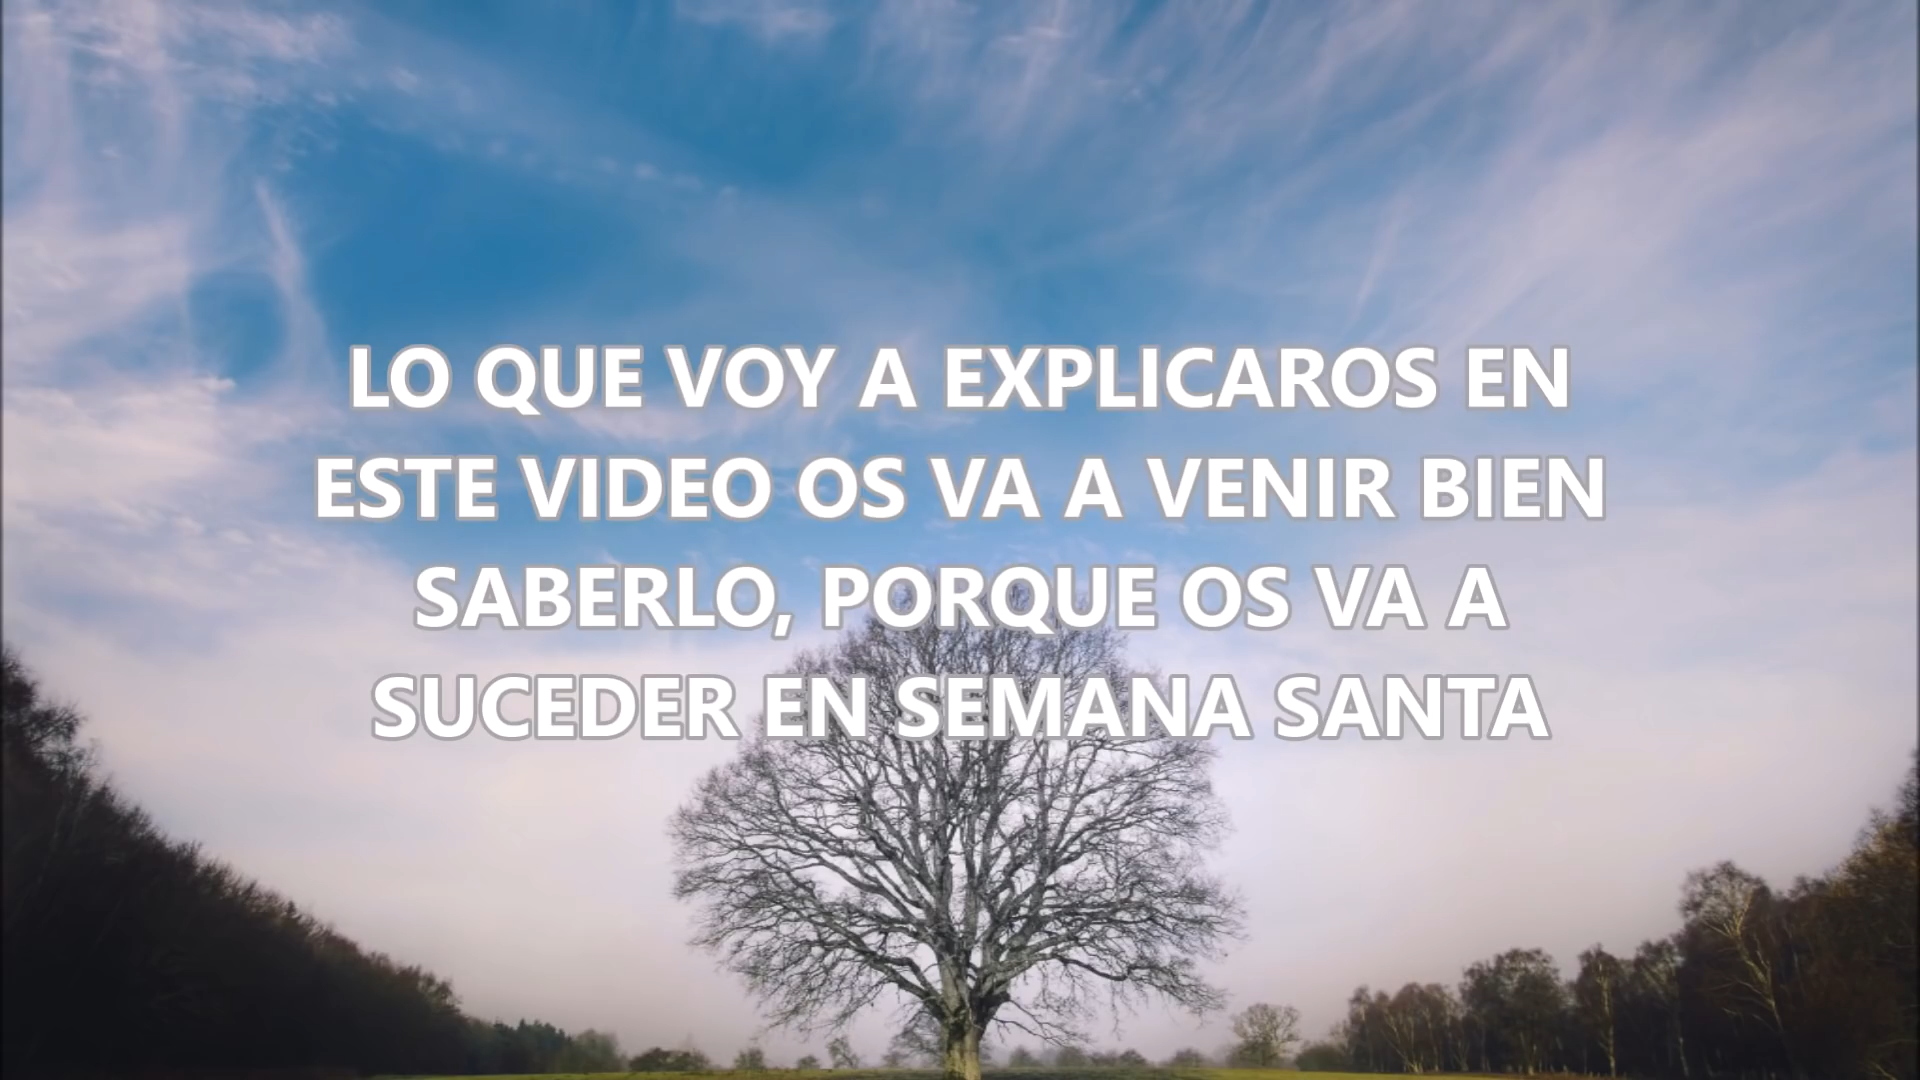 LO QUE VOY A EXPLICAROS EN
ESTE VIDEO OS VA A VENIR BIEN
SABERLO, PORQUE OS VA A
SUCEDER EN SEMANA SANTA